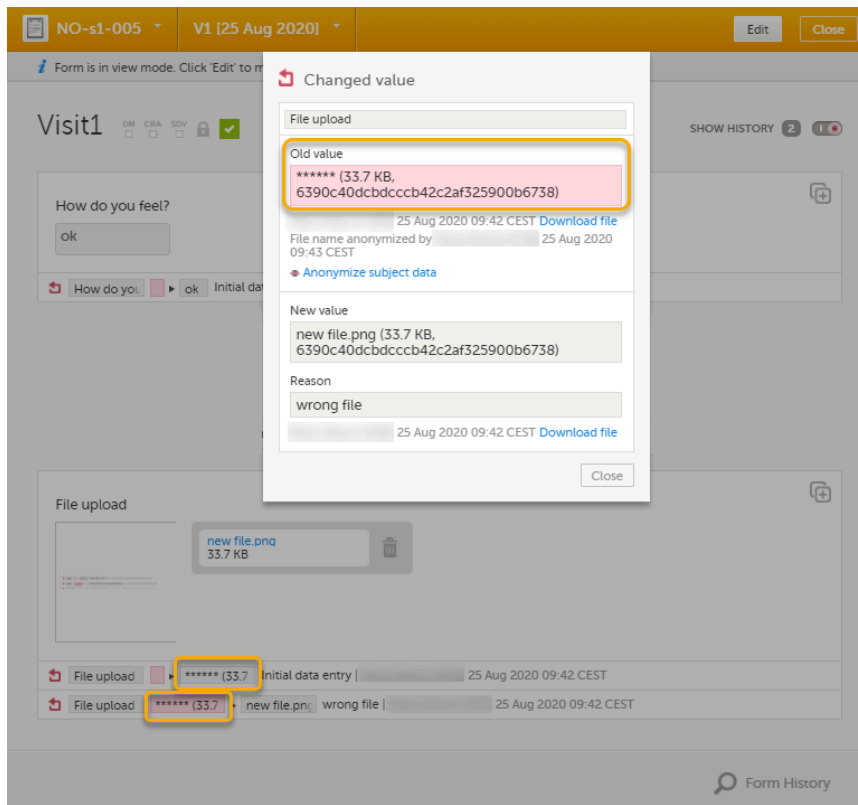 NO-s1-005
V1 [25 Aug 2020]
Edit
Close
i Form is in view mode. Click 'Edit' to m
Changed value
Visit1
DM CRA SDV
SHOW HISTORY 2
File upload
Old value
****** (33.7 KB,
6390c40dcbdcccb42c2af325900b6738)
25 Aug 2020 09:42 CEST Download file
File name anonymized by 25 Aug 2020
09:43 CEST
Anonymize subject data
How do you feel?
ok
How do you ok Initial da
New value
new file.png (33.7 KB,
6390c40dcbdcccb42c2af325900b6738)
Reason
wrong file
25 Aug 2020 09:42 CEST Download file
Close
File upload
new file.png
33.7 KB
File upload ****** (33.7 Initial data entry | 25 Aug 2020 09:42 CEST
File upload ****** (33.7 new file.png wrong file | 25 Aug 2020 09:42 CEST
Form History